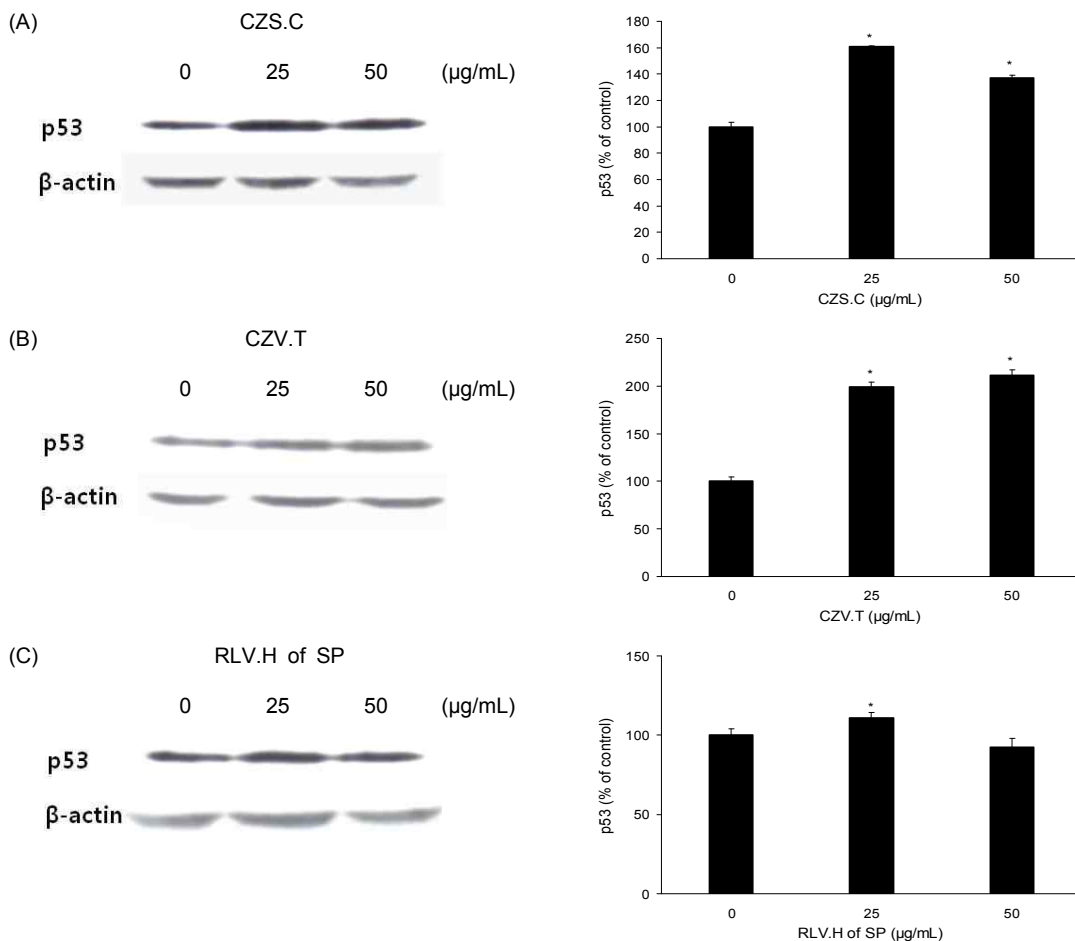 (A)
CZS.C
0 25 50 (µg/mL)
p53
β-actin
p53 (% of control)
180
160
140
120
100
80
60
40
20
0
* *
0 25 50
CZS.C (µg/mL)
(B)
CZV.T
0 25 50 (µg/mL)
p53
β-actin
p53 (% of control)
250
200
150
100
50
0
* *
0 25 50
CZV.T (µg/mL)
(C)
RLV.H of SP
0 25 50 (µg/mL)
p53
β-actin
p53 (% of control)
150
100
50
0
*
0 25 50
RLV.H of SP (µg/mL)